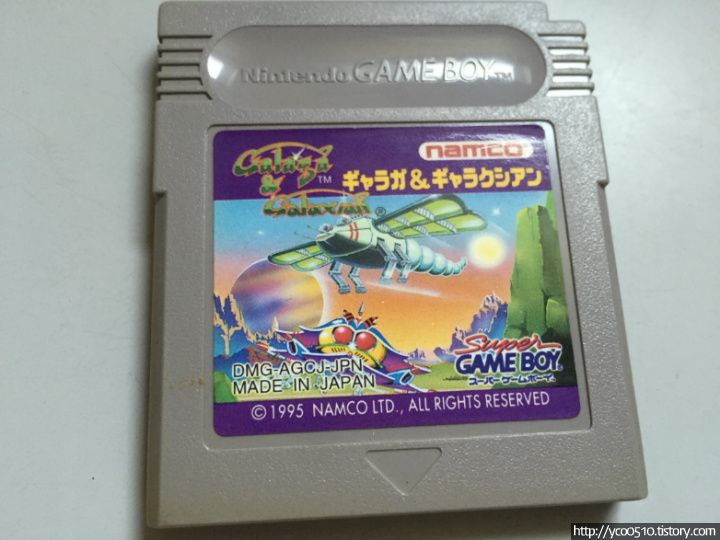 Nintendo GAME BOY TM
namco
Galaga TM
& Galaxian ®
ギャラガ&ギャラクシアン
Super
GAME BOY
スーパーゲームボーイ
DMG-AGCJ-JPN
MADE IN JAPAN
© 1995 NAMCO LTD., ALL RIGHTS RESERVED
http://yco0510.tistory.com